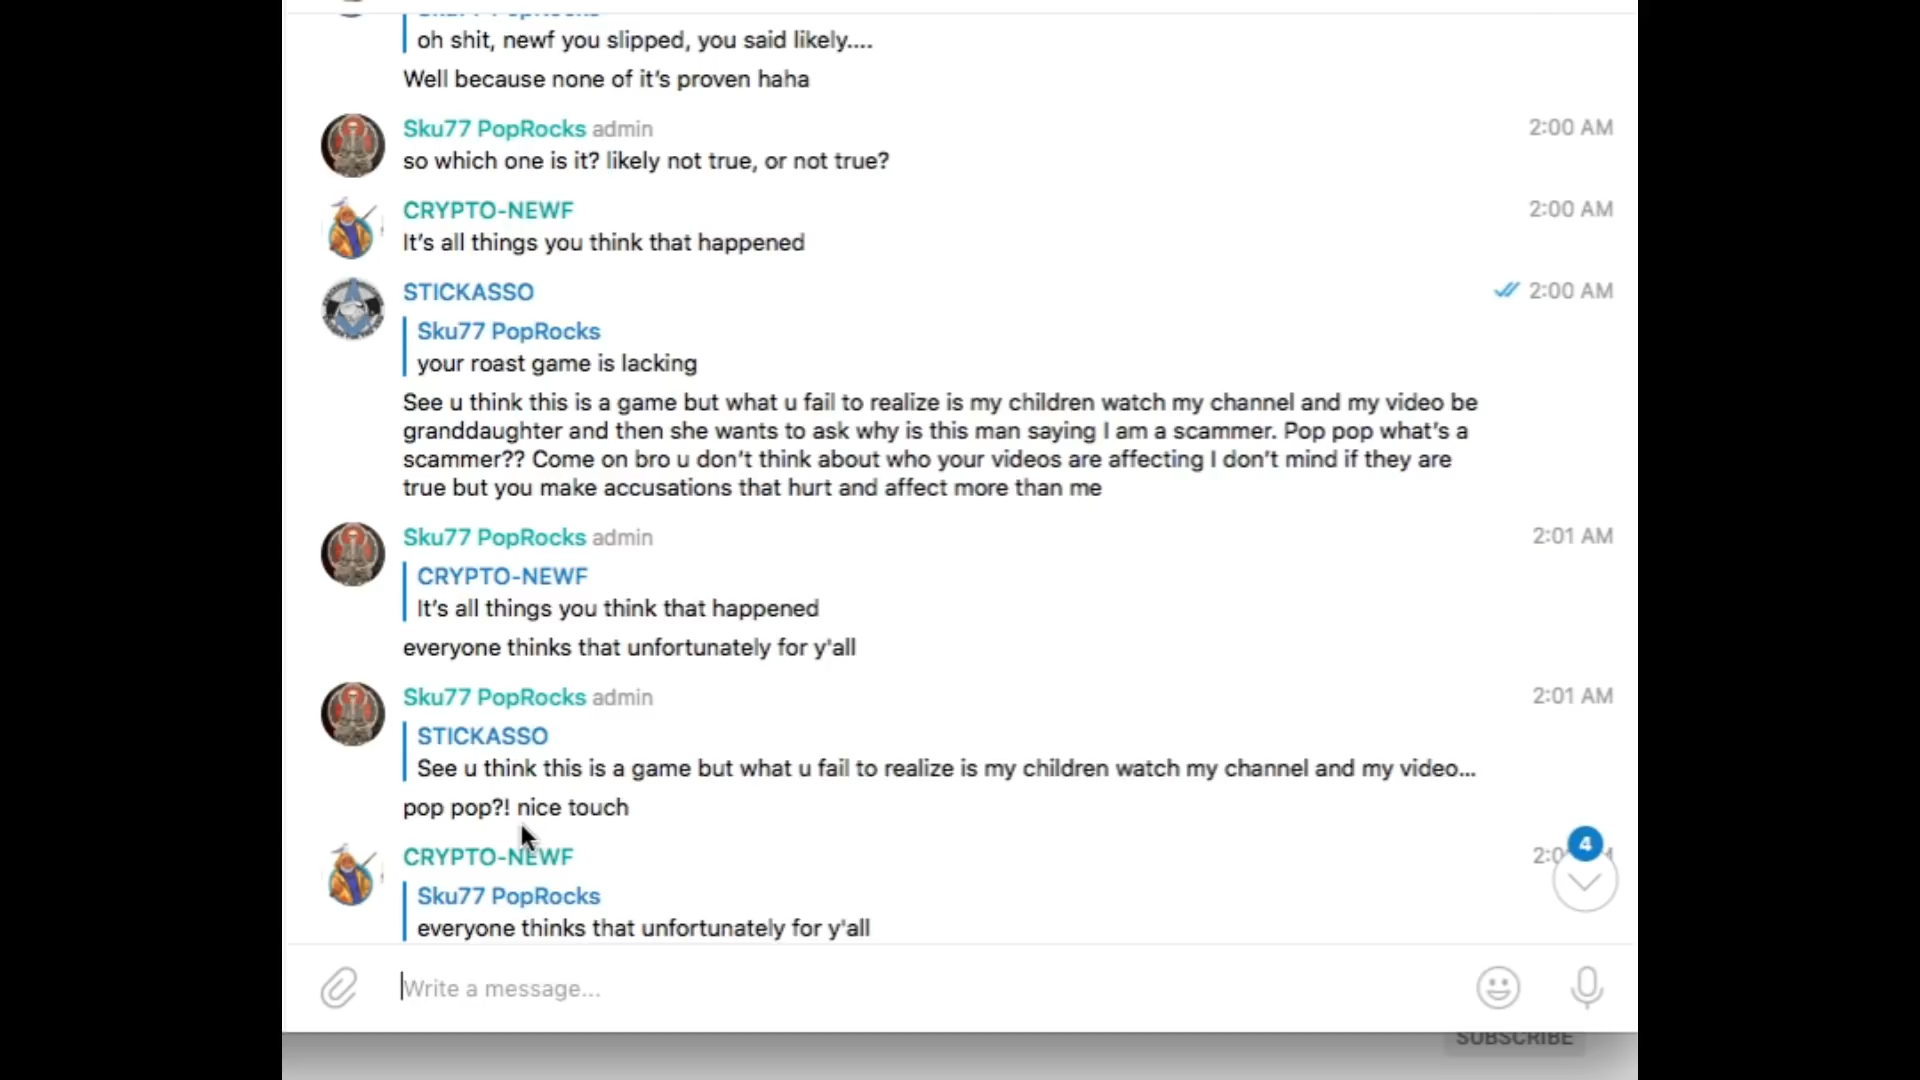 oh shit, newf you slipped, you said likely....
Well because none of it's proven haha
Sku77 PopRocks admin 2:00 AM
so which one is it? likely not true, or not true?
CRYPTO-NEWF 2:00 AM
It's all things you think that happened
STICKASSO 2:00 AM
Sku77 PopRocks
your roast game is lacking
See u think this is a game but what u fail to realize is my children watch my channel and my video be
granddaughter and then she wants to ask why is this man saying I am a scammer. Pop pop what's a
scammer?? Come on bro u don't think about who your videos are affecting I don't mind if they are
true but you make accusations that hurt and affect more than me
Sku77 PopRocks admin 2:01 AM
CRYPTO-NEWF
It's all things you think that happened
everyone thinks that unfortunately for y'all
Sku77 PopRocks admin 2:01 AM
STICKASSO
See u think this is a game but what u fail to realize is my children watch my channel and my video...
pop pop?! nice touch
CRYPTO-NEWF
4
Sku77 PopRocks
everyone thinks that unfortunately for y'all
Write a message...
SUBSCRIBE